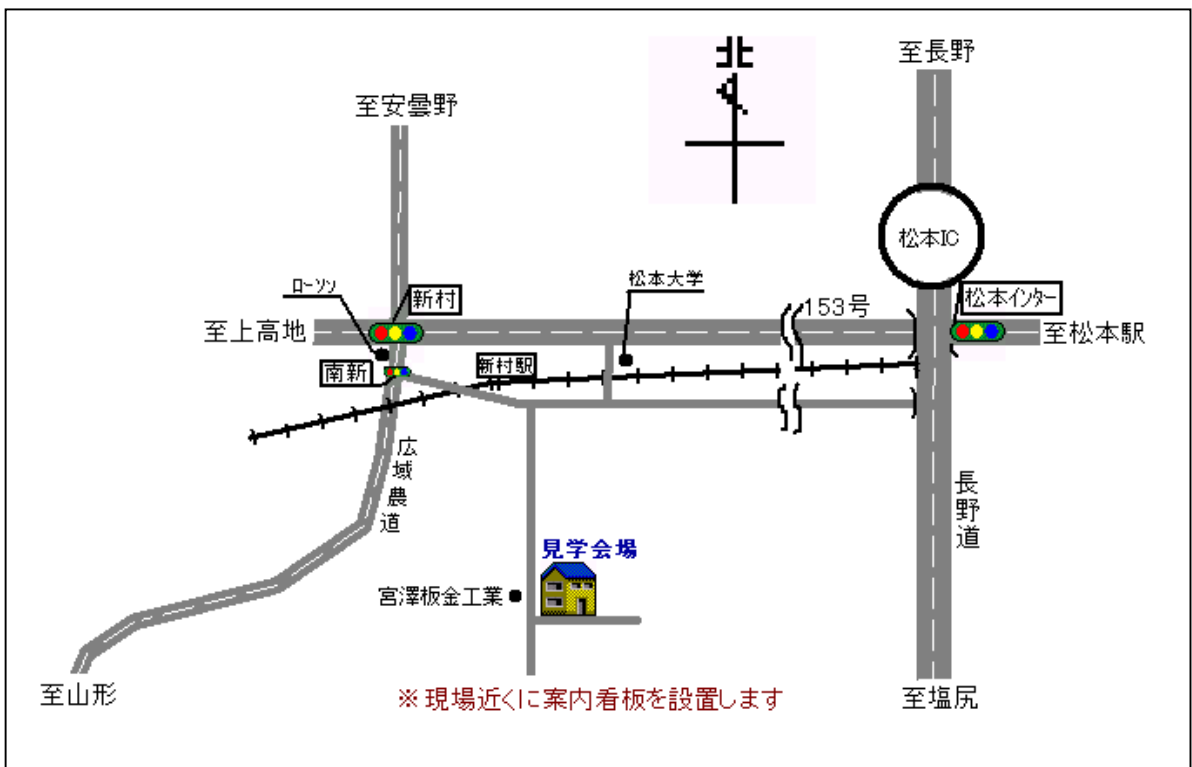 北
至長野
至安曇野
松本IC
ローソン
新村
松本大学
153号
松本インター
至上高地
至松本駅
南新
新村駅
広域農道
長野道
見学会場
宮澤板金工業
至山形
※現場近くに案内看板を設置します
至塩尻